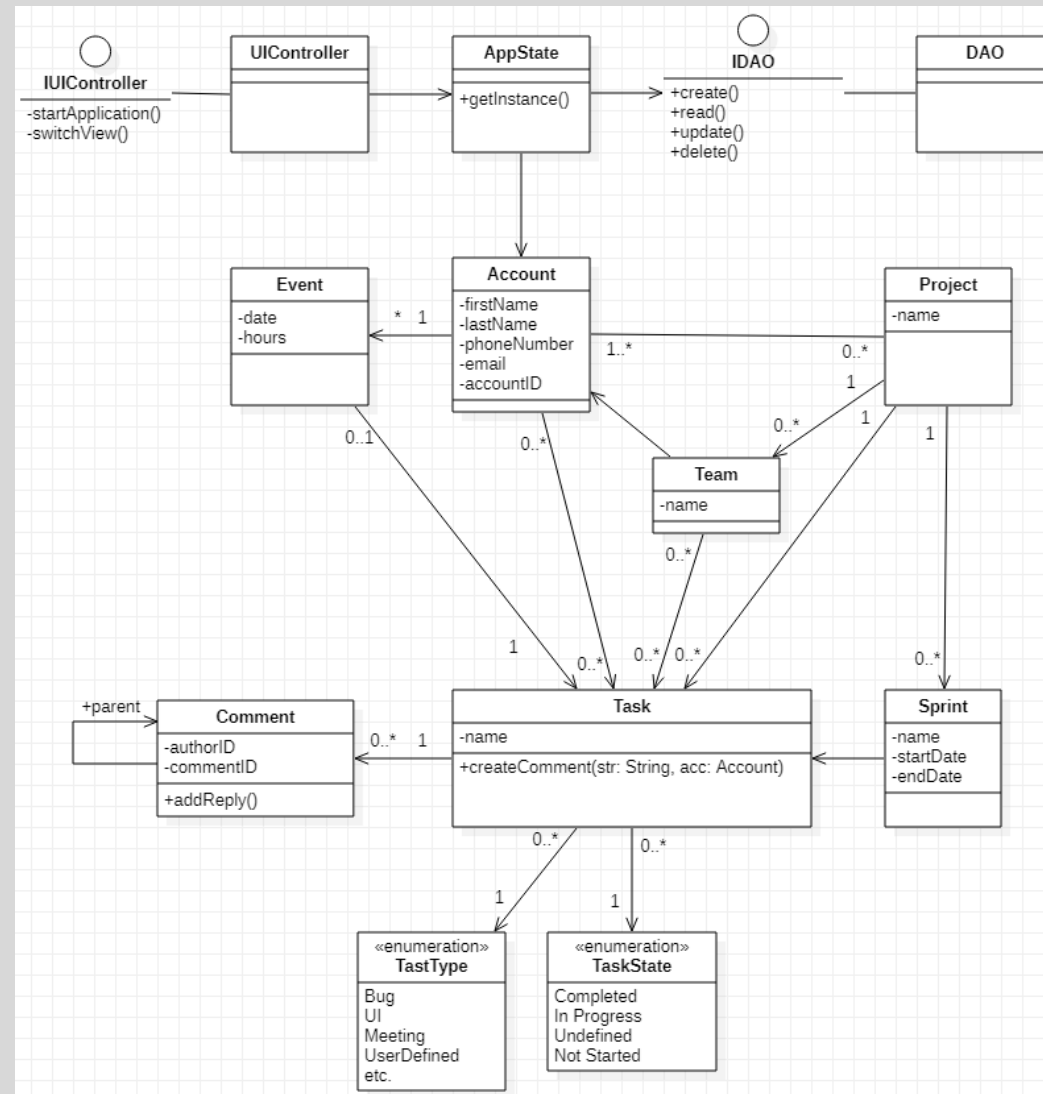 IUIController
-startApplication()
-switchView()
UIController
AppState
+getInstance()
IDAO
+create()
+read()
+update()
+delete()
DAO
Event
-date
-hours
* 1
Account
-firstName
-lastName
-phoneNumber
-email
-accountID
1..*
0..*
Project
-name
1
0..*
1
1
0..1
0..*
Team
-name
0..*
1
0..*
0..*
0..*
0..*
+parent
Comment
-authorID
-commentID
+addReply()
0..* 1
Task
-name
+createComment(str: String, acc: Account)
Sprint
-name
-startDate
-endDate
0..*
0..*
1
1
«enumeration»
TastType
Bug
UI
Meeting
UserDefined
etc.
«enumeration»
TaskState
Completed
In Progress
Undefined
Not Started